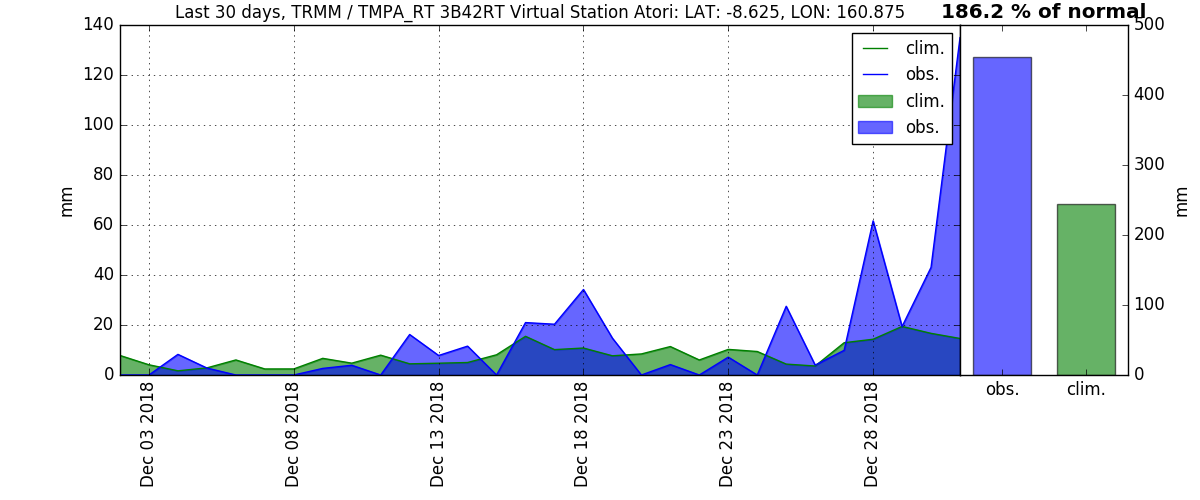 Last 30 days, TRMM / TMPA_RT 3B42RT Virtual Station Atori: LAT: -8.625, LON: 160.875
186.2 % of normal
140
120
100
80
60
40
20
0
mm
clim.
obs.
clim.
obs.
500
400
300
200
100
0
mm
Dec 03 2018
Dec 08 2018
Dec 13 2018
Dec 18 2018
Dec 23 2018
Dec 28 2018
obs.
clim.